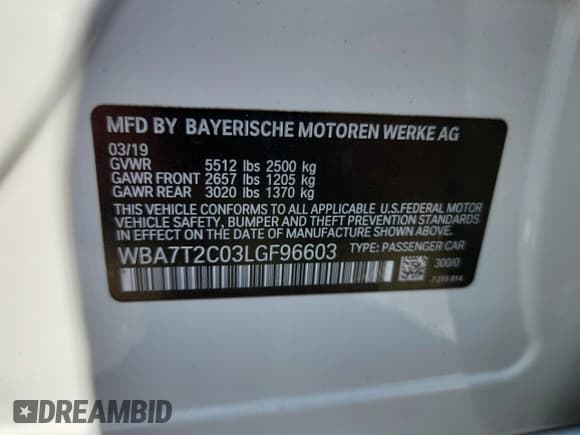 MFD BY BAYERISCHE MOTOREN WERKE AG
03/19
GVWR 5512 lbs 2500 kg
GAWR FRONT 2657 lbs 1205 kg
GAWR REAR 3020 lbs 1370 kg
THIS VEHICLE CONFORMS TO ALL APPLICABLE U.S.FEDERAL MOTOR
VEHICLE SAFETY, BUMPER AND THEFT PREVENTION STANDARDS
IN EFFECT ON THE DATE OF MANUFACTURE SHOWN ABOVE.
WBA7T2C03LGF96603 TYPE: PASSENGER CAR
300/0
DREAMBID